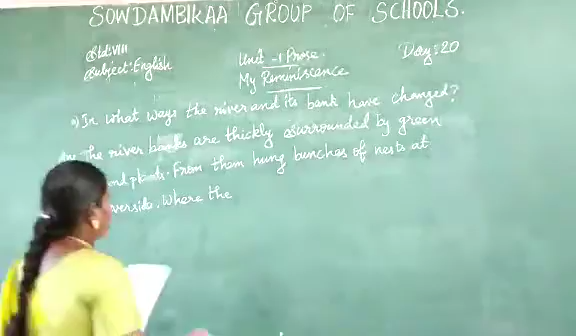 SOWDAMBIKAA GROUP OF SCHOOLS.
Std:VIII
Subject:English
Unit -1 Prose.
My Reminiscence
Day:20
a) In what ways the river and its bank have changed?
The river banks are thickly surrounded by green
nd plants. From them hung bunches of nests at
verside. Where the